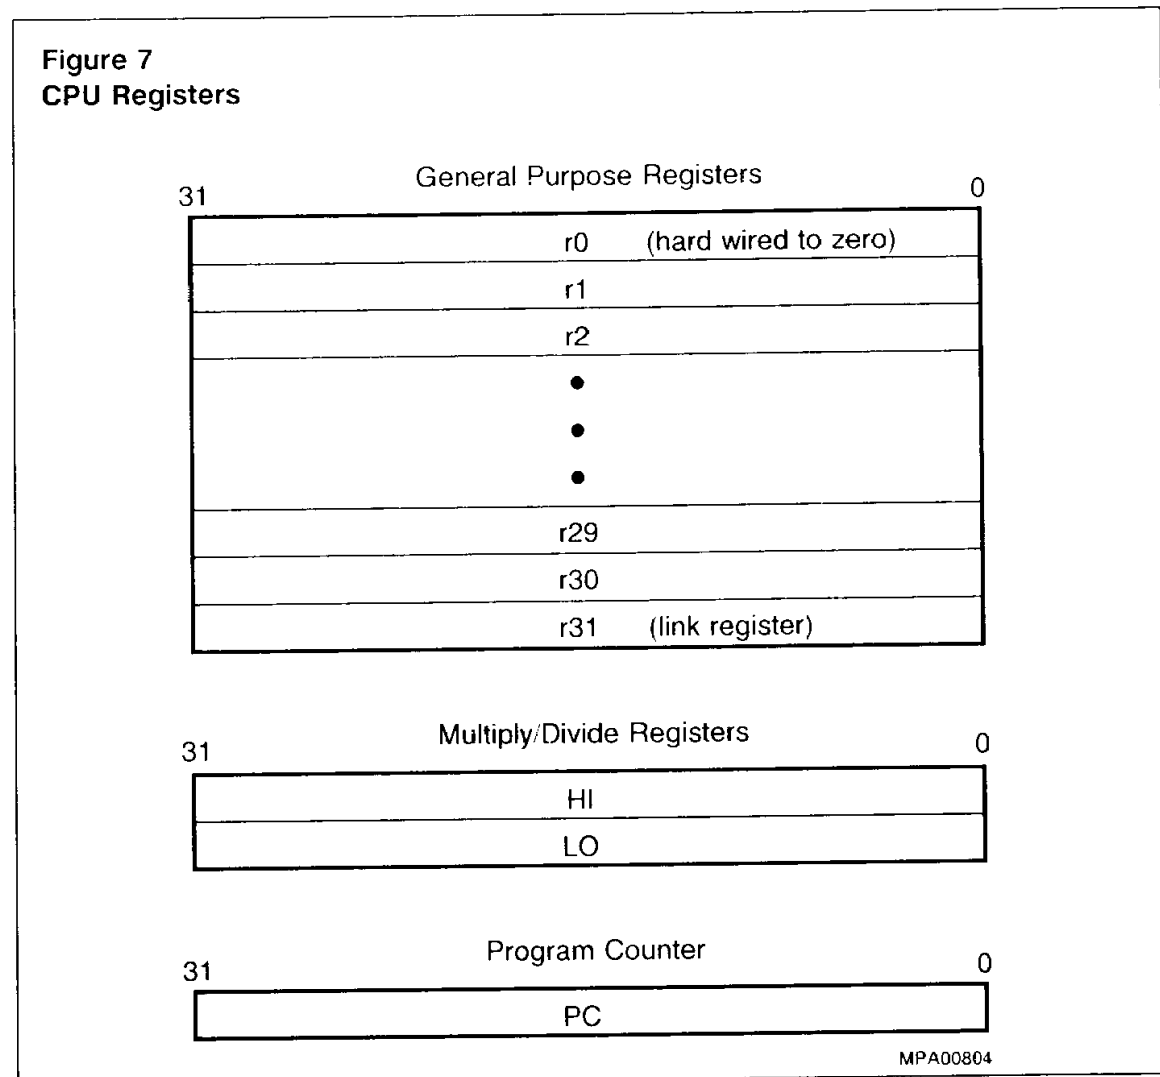 Figure 7
CPU Registers
General Purpose Registers
31 0
r0 (hard wired to zero)
r1
r2
r29
r30
r31 (link register)
Multiply/Divide Registers
31 0
HI
LO
Program Counter
31 0
PC
MPA00804